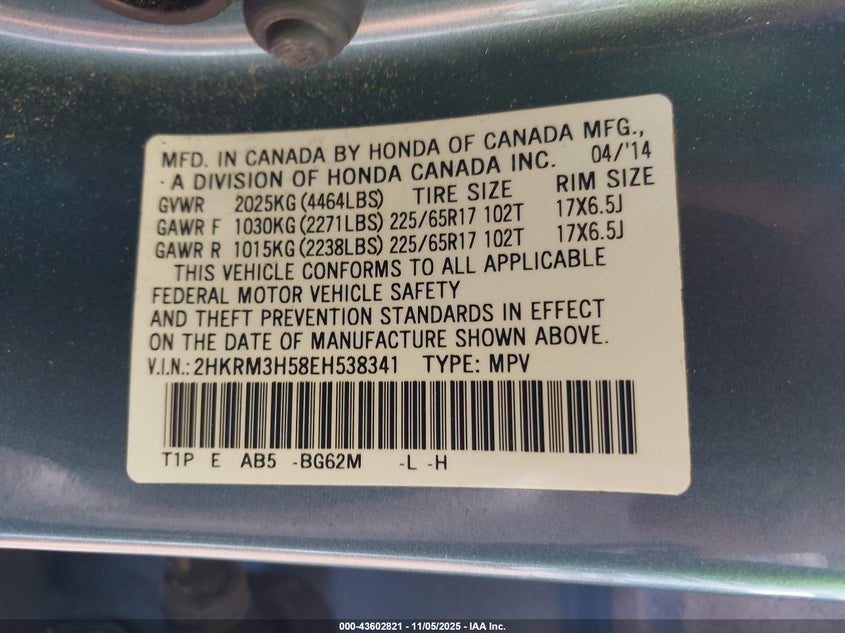 MFD. IN CANADA BY HONDA OF CANADA MFG.,
A DIVISION OF HONDA CANADA INC. 04/'14
GVWR 2025KG (4464LBS) TIRE SIZE RIM SIZE
GAWR F 1030KG (2271LBS) 225/65R17 102T 17X6.5J
GAWR R 1015KG (2238LBS) 225/65R17 102T 17X6.5J
THIS VEHICLE CONFORMS TO ALL APPLICABLE
FEDERAL MOTOR VEHICLE SAFETY
AND THEFT PREVENTION STANDARDS IN EFFECT
ON THE DATE OF MANUFACTURE SHOWN ABOVE.
V.I.N.: 2HKRM3H58EH538341 TYPE: MPV
T1P E AB5 -BG62M -L -H
000-43602821 - 11/05/2025 - IAA Inc.